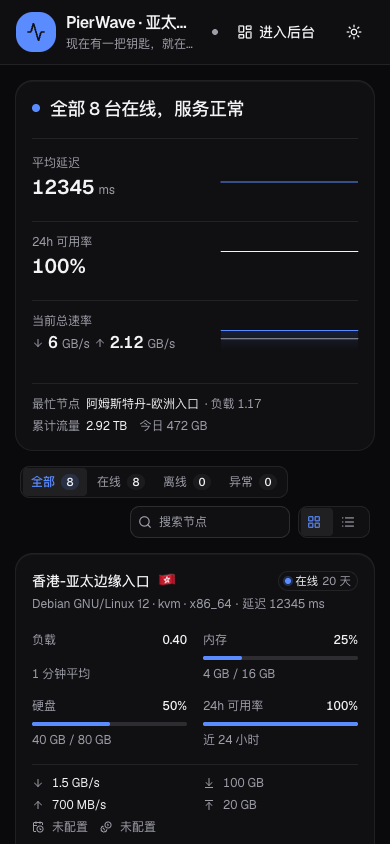 PierWave · 亚太...
现在有一把钥匙，就在...
进入后台
全部 8 台在线，服务正常
平均延迟
12345 ms
24h 可用率
100%
当前总速率
↓ 6 GB/s ↑ 2.12 GB/s
最忙节点 阿姆斯特丹-欧洲入口 · 负载 1.17
累计流量 2.92 TB 今日 472 GB
全部 8 在线 8 离线 0 异常 0
搜索节点
香港-亚太边缘入口 🇭🇰 在线 20 天
Debian GNU/Linux 12 · kvm · x86_64 · 延迟 12345 ms
负载 0.40 内存 25%
1 分钟平均 4 GB / 16 GB
硬盘 50% 24h 可用率 100%
40 GB / 80 GB 近 24 小时
↓ 1.5 GB/s 100 GB
↑ 700 MB/s 20 GB
未配置 未配置